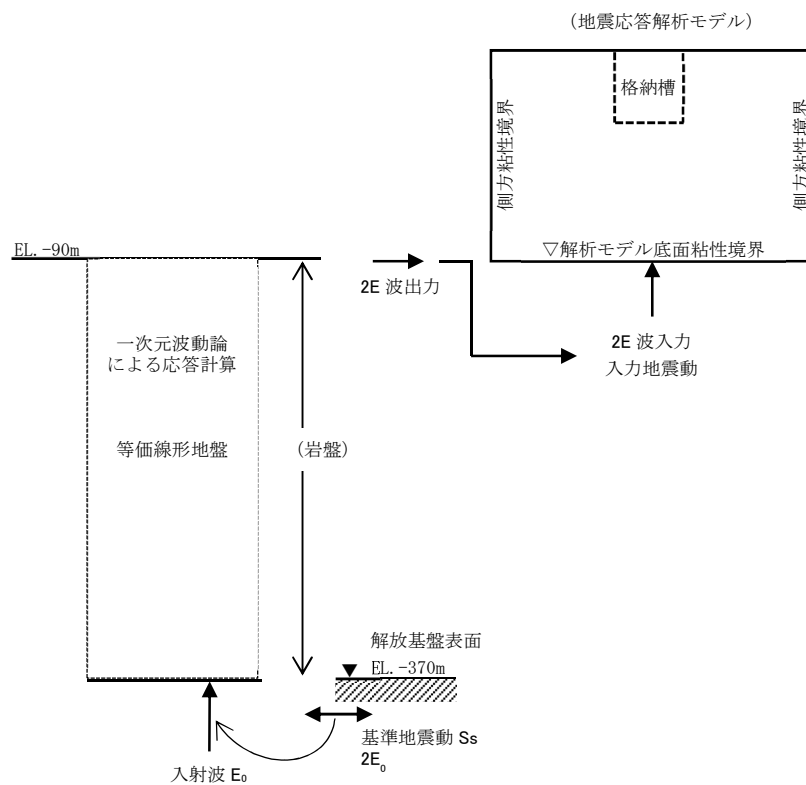 (地震応答解析モデル)
格納槽
側方粘性境界
側方粘性境界
▽解析モデル底面粘性境界
EL.-90m
2E 波出力
2E 波入力
入力地震動
一次元波動論
による応答計算
等価線形地盤
(岩盤)
解放基盤表面
EL.-370m
基準地震動 Ss
2E₀
入射波 E₀